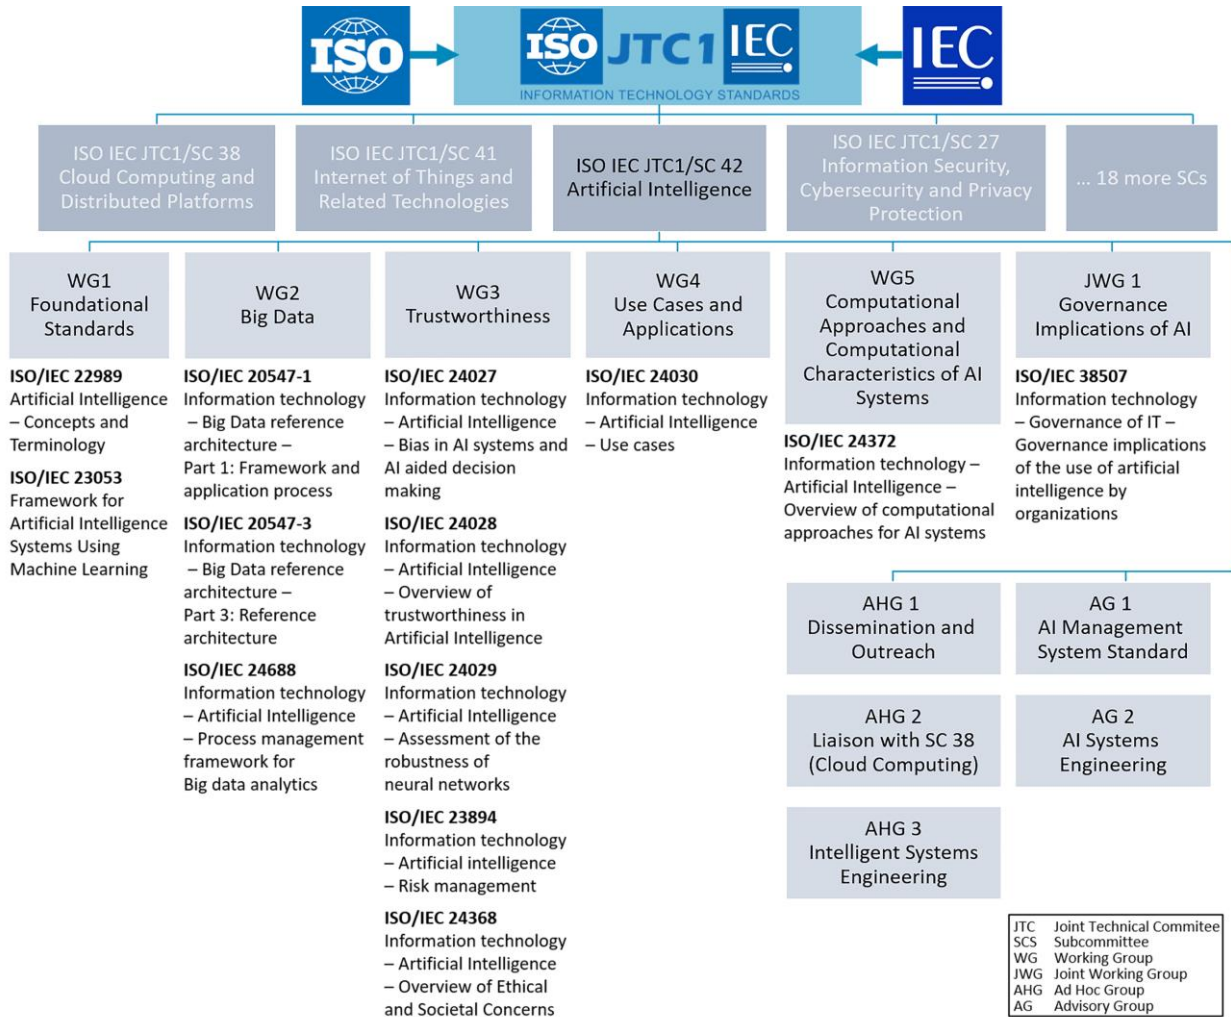 ISO
ISO JTC1 IEC
INFORMATION TECHNOLOGY STANDARDS
IEC
ISO IEC JTC1/SC 38
Cloud Computing and
Distributed Platforms
ISO IEC JTC1/SC 41
Internet of Things and
Related Technologies
ISO IEC JTC1/SC 42
Artificial Intelligence
ISO IEC JTC1/SC 27
Information Security,
Cybersecurity and Privacy
Protection
... 18 more SCs
WG1
Foundational
Standards
ISO/IEC 22989
Artificial Intelligence
– Concepts and
Terminology
ISO/IEC 23053
Framework for
Artificial Intelligence
Systems Using
Machine Learning
WG2
Big Data
ISO/IEC 20547-1
Information technology
– Big Data reference
architecture –
Part 1: Framework and
application process
ISO/IEC 20547-3
Information technology
– Big Data reference
architecture –
Part 3: Reference
architecture
ISO/IEC 24688
Information technology
– Artificial Intelligence
– Process management
framework for
Big data analytics
WG3
Trustworthiness
ISO/IEC 24027
Information technology
– Artificial Intelligence
– Bias in AI systems and
AI aided decision
making
ISO/IEC 24028
Information technology
– Artificial Intelligence
– Overview of
trustworthiness in
Artificial Intelligence
ISO/IEC 24029
Information technology
– Artificial Intelligence
– Assessment of the
robustness of
neural networks
ISO/IEC 23894
Information technology
– Artificial intelligence
– Risk management
ISO/IEC 24368
Information technology
– Artificial Intelligence
– Overview of Ethical
and Societal Concerns
WG4
Use Cases and
Applications
ISO/IEC 24030
Information technology
– Artificial Intelligence
– Use cases
WG5
Computational
Approaches and
Computational
Characteristics of AI
Systems
ISO/IEC 24372
Information technology –
Artificial Intelligence –
Overview of computational
approaches for AI systems
JWG 1
Governance
Implications of AI
ISO/IEC 38507
Information technology
– Governance of IT –
Governance implications
of the use of artificial
intelligence by
organizations
AHG 1
Dissemination and
Outreach
AG 1
AI Management
System Standard
AHG 2
Liaison with SC 38
(Cloud Computing)
AG 2
AI Systems
Engineering
AHG 3
Intelligent Systems
Engineering
JTC Joint Technical Commitee
SCS Subcommittee
WG Working Group
JWG Joint Working Group
AHG Ad Hoc Group
AG Advisory Group